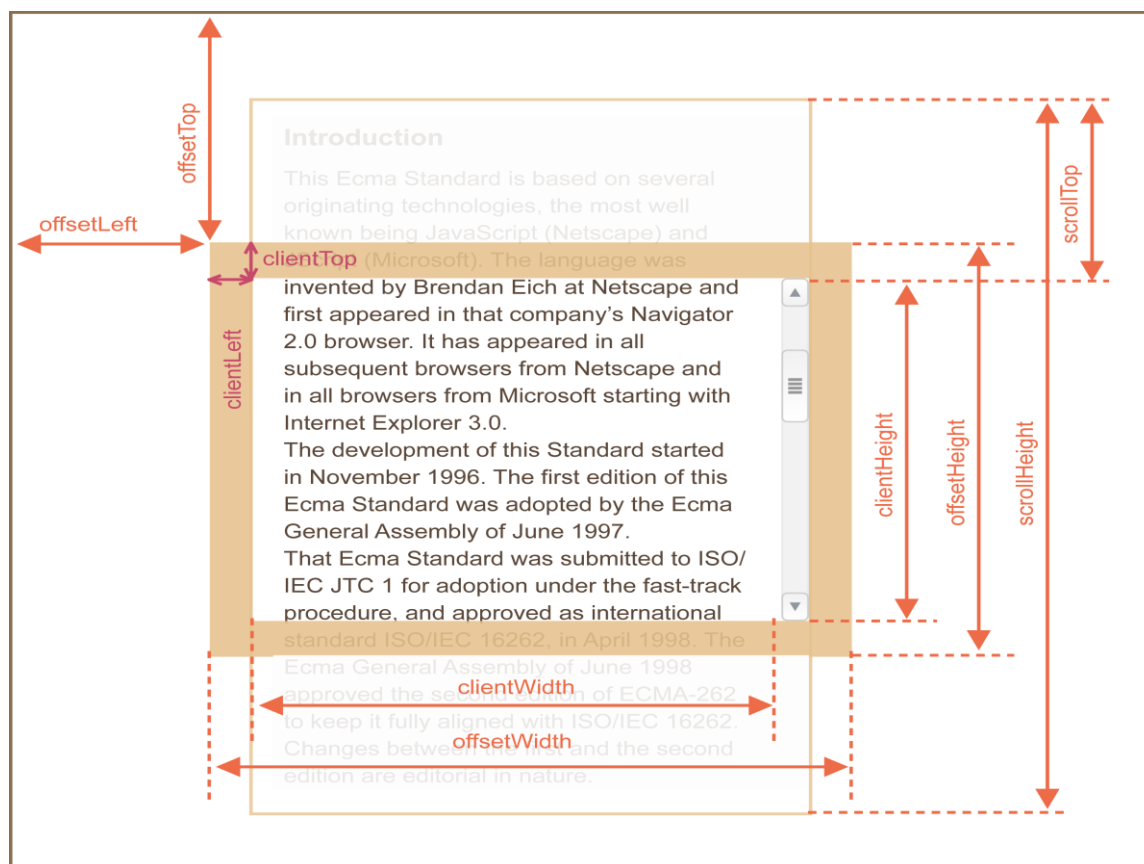 offsetTop
Introduction
This Ecma Standard is based on several
originating technologies, the most well
known being JavaScript (Netscape) and
(Microsoft). The language was
invented by Brendan Eich at Netscape and
first appeared in that company’s Navigator
2.0 browser. It has appeared in all
subsequent browsers from Netscape and
in all browsers from Microsoft starting with
Internet Explorer 3.0.
The development of this Standard started
in November 1996. The first edition of this
Ecma Standard was adopted by the Ecma
General Assembly of June 1997.
That Ecma Standard was submitted to ISO/
IEC JTC 1 for adoption under the fast-track
procedure, and approved as international
standard ISO/IEC 16262, in April 1998. The
Ecma General Assembly of June 1998
approved the second edition of ECMA-262
to keep it fully aligned with ISO/IEC 16262.
Changes between the first and the second
edition are editorial in nature.
offsetLeft
clientTop
clientLeft
clientWidth
offsetWidth
clientHeight
offsetHeight
scrollHeight
scrollTop